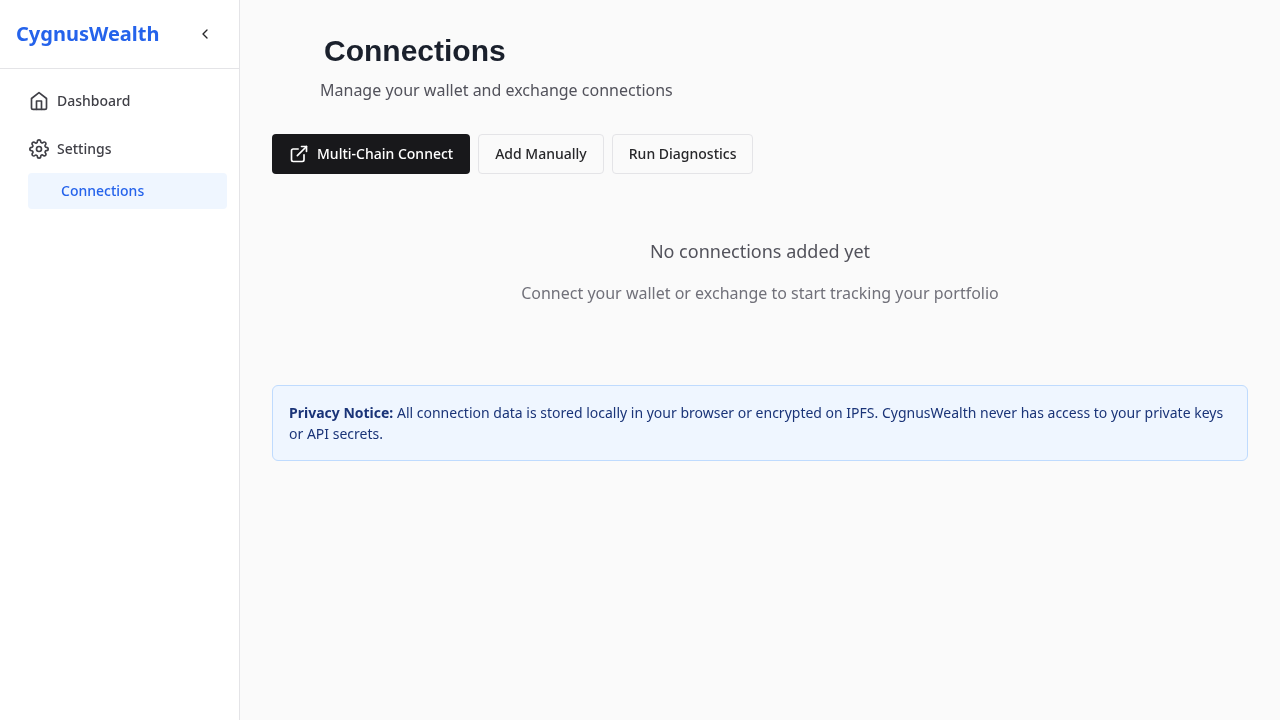 CygnusWealth
Dashboard
Settings
Connections
Connections
Manage your wallet and exchange connections
Multi-Chain Connect
Add Manually
Run Diagnostics
No connections added yet
Connect your wallet or exchange to start tracking your portfolio
Privacy Notice: All connection data is stored locally in your browser or encrypted on IPFS. CygnusWealth never has access to your private keys
or API secrets.